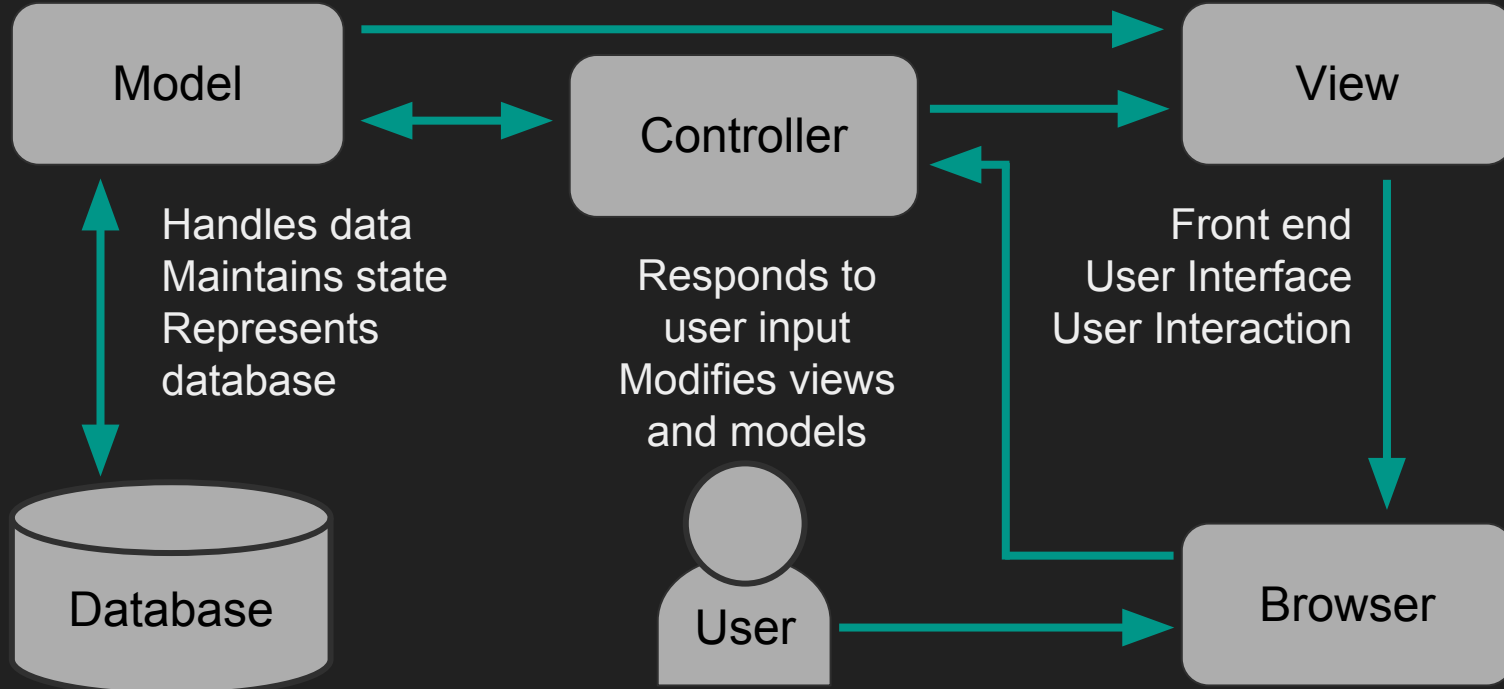 Model
Controller
View
Handles data
Maintains state
Represents
database
Responds to
user input
Modifies views
and models
Front end
User Interface
User Interaction
Database
User
Browser